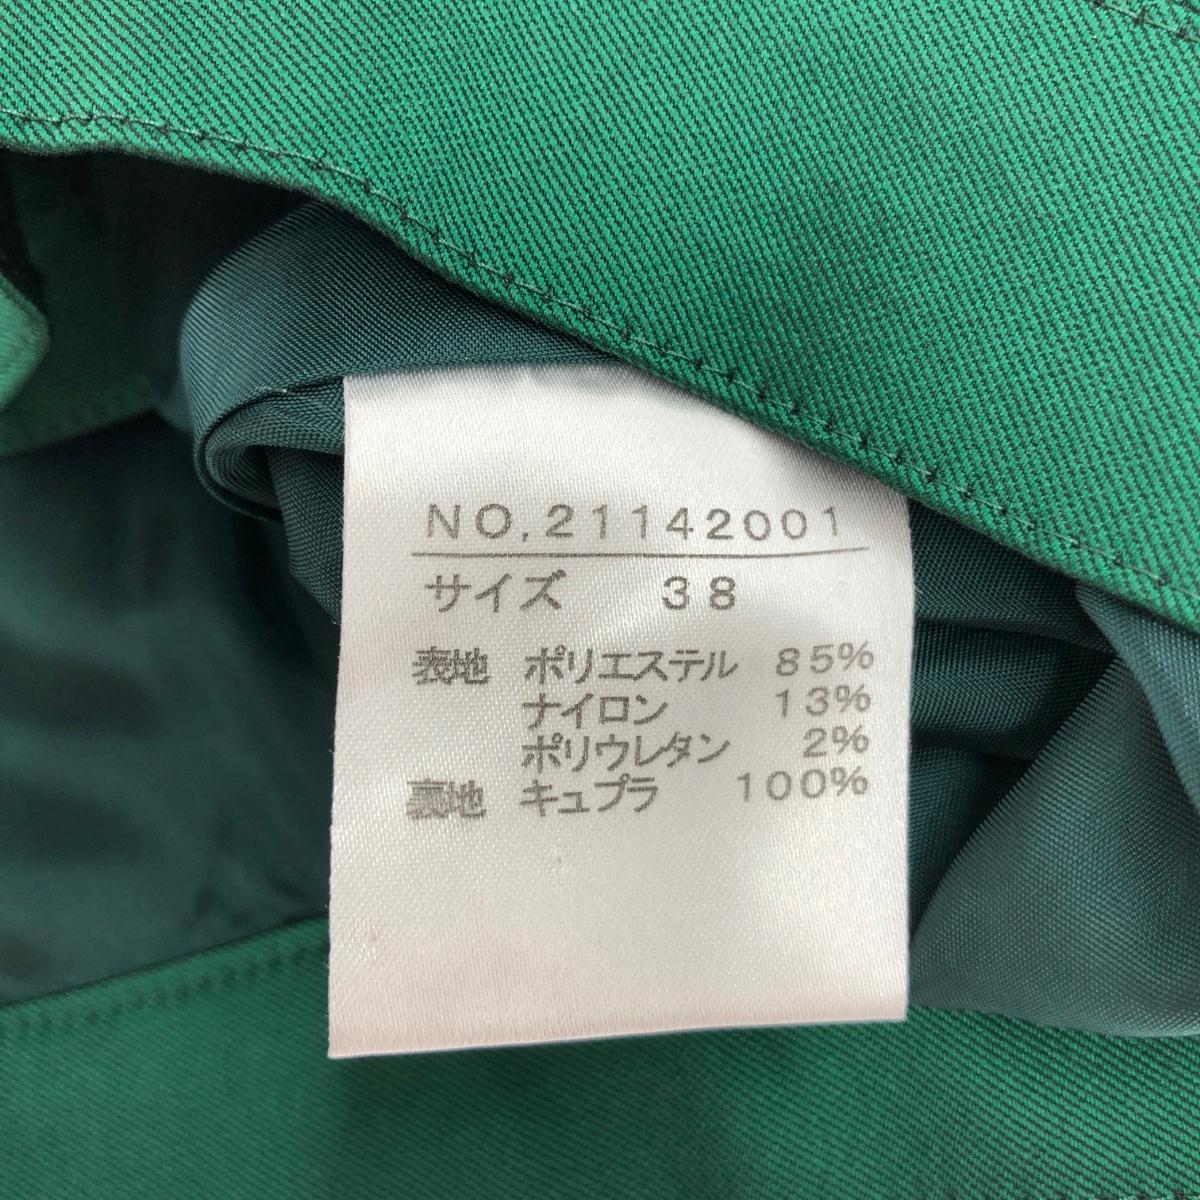 NO,21142001
サイズ 38
表地 ポリエステル 85%
ナイロン 13%
ポリウレタン 2%
裏地 キュプラ 100%